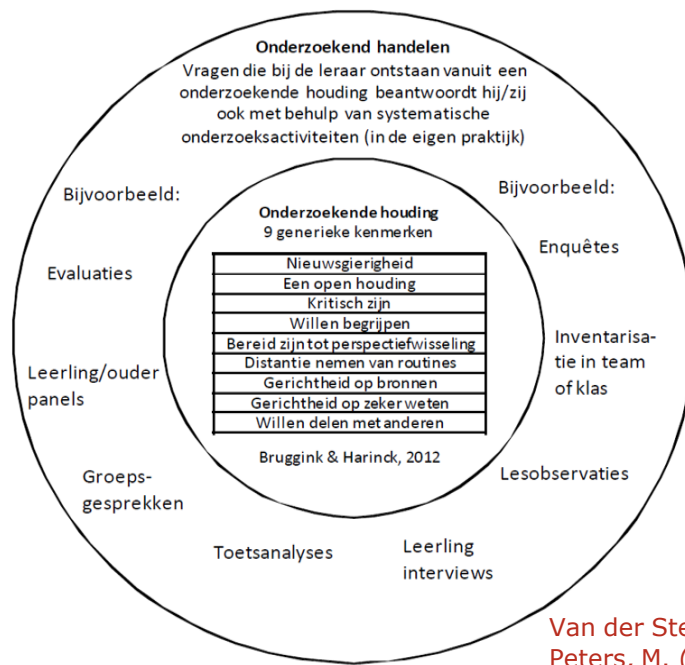 Onderzoekend handelen
Vragen die bij de leraar ontstaan vanuit een
onderzoekende houding beantwoordt hij/zij
ook met behulp van systematische
onderzoeksactiviteiten (in de eigen praktijk)
Bijvoorbeeld:
Evaluaties
Leerling/ouder
panels
Groeps-
gesprekken
Toetsanalyses
Leerling
interviews
Bijvoorbeeld:
Enquêtes
Inventarisa-
tie in team
of klas
Lesobservaties
Onderzoekende houding
9 generieke kenmerken
Nieuwsgierigheid
Een open houding
Kritisch zijn
Willen begrijpen
Bereid zijn tot perspectiefwisseling
Distantie nemen van routines
Gerichtheid op bronnen
Gerichtheid op zeker weten
Willen delen met anderen
Bruggink & Harinck, 2012
Van der Ste
Peters, M. (